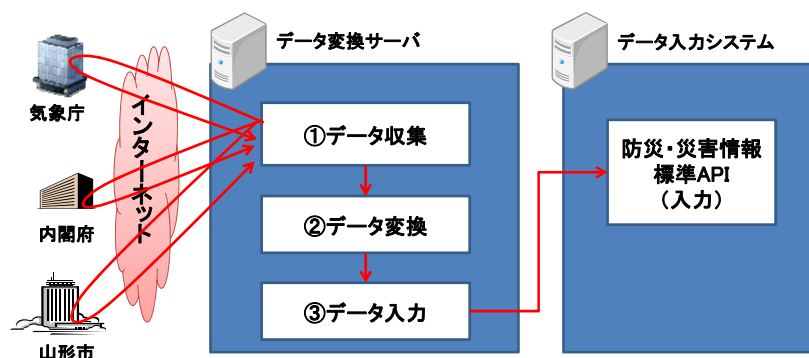 データ変換サーバ
データ入力システム
気象庁
インターネット
①データ収集
防災・災害情報
標準API
(入力)
内閣府
②データ変換
③データ入力
山形市